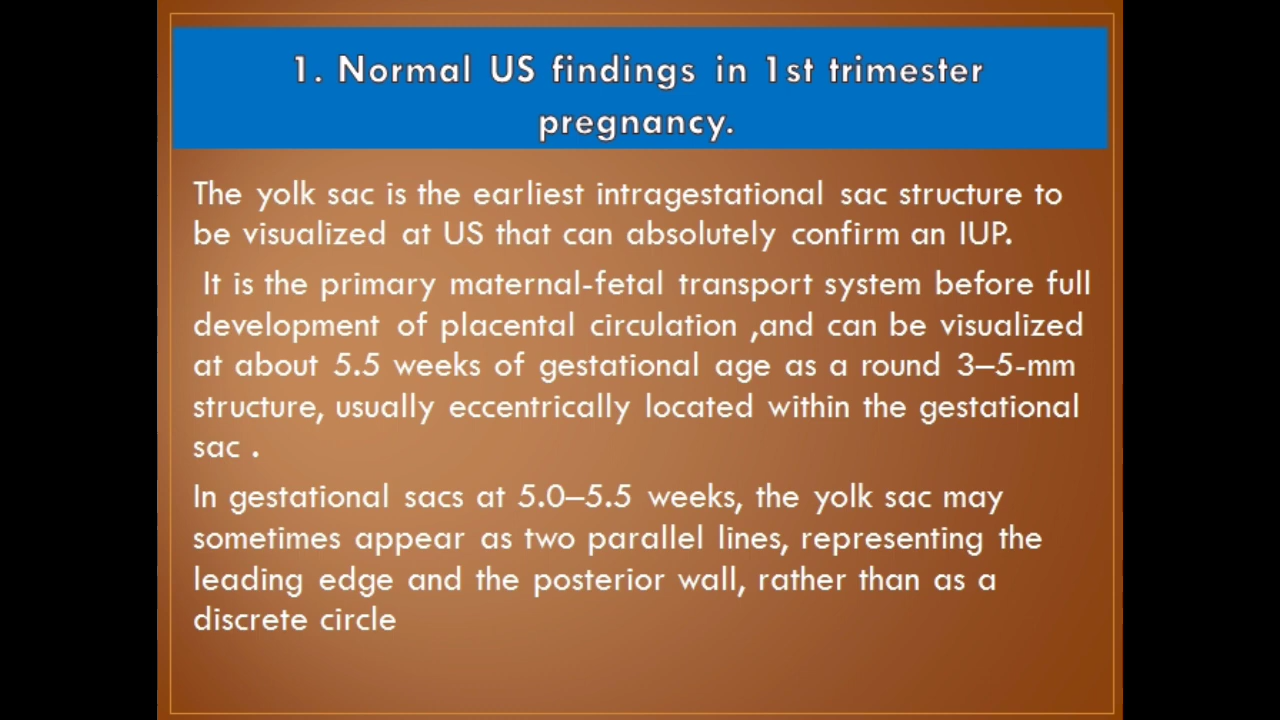 1. Normal US findings in 1st trimester
pregnancy.
The yolk sac is the earliest intragestational sac structure to
be visualized at US that can absolutely confirm an IUP.
It is the primary maternal-fetal transport system before full
development of placental circulation ,and can be visualized
at about 5.5 weeks of gestational age as a round 3–5-mm
structure, usually eccentrically located within the gestational
sac .
In gestational sacs at 5.0–5.5 weeks, the yolk sac may
sometimes appear as two parallel lines, representing the
leading edge and the posterior wall, rather than as a
discrete circle